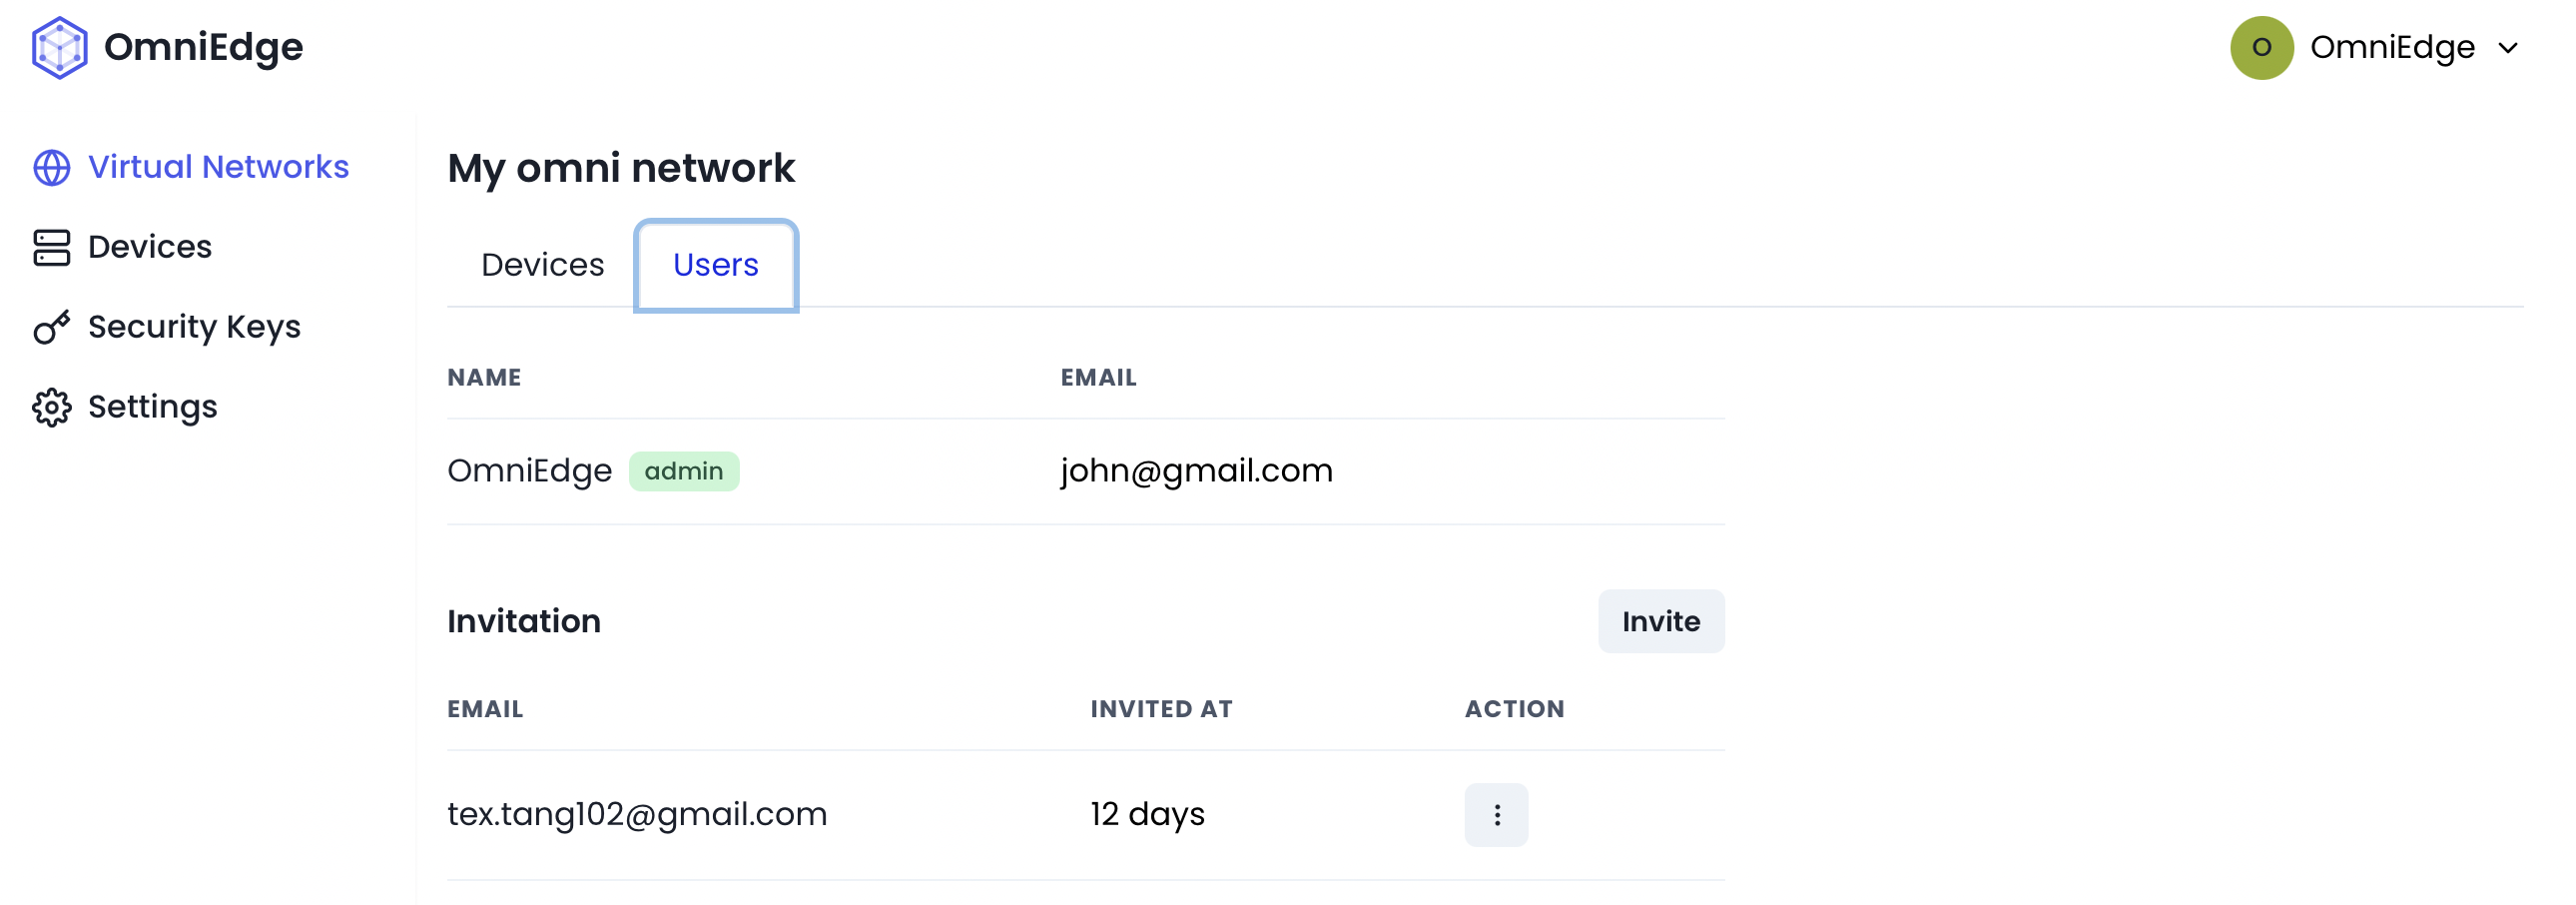 OmniEdge
O OmniEdge
Virtual Networks
Devices
Security Keys
Settings
My omni network
Devices Users
NAME EMAIL
OmniEdge admin john@gmail.com
Invitation Invite
EMAIL INVITED AT ACTION
tex.tang102@gmail.com 12 days